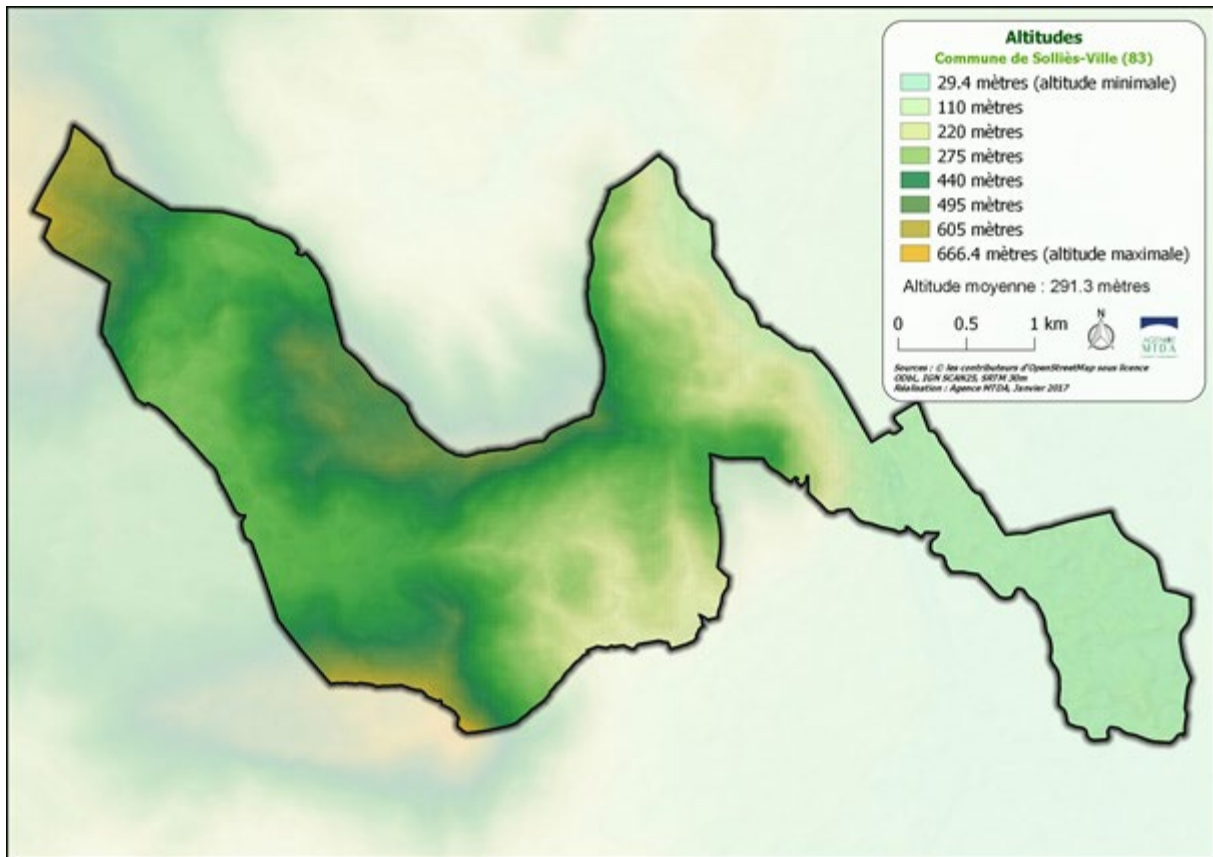 Altitudes
Commune de Solliès-Ville (83)
29.4 mètres (altitude minimale)
110 mètres
220 mètres
275 mètres
440 mètres
495 mètres
605 mètres
666.4 mètres (altitude maximale)
Altitude moyenne : 291.3 mètres
0 0.5 1 km
N
AGENCE
MTDA
Sources : © les contributeurs d'OpenStreetMap sous licence
ODbL, IGN SCAN25, SRTM 30m
Réalisation : Agence MTDA, Janvier 2017